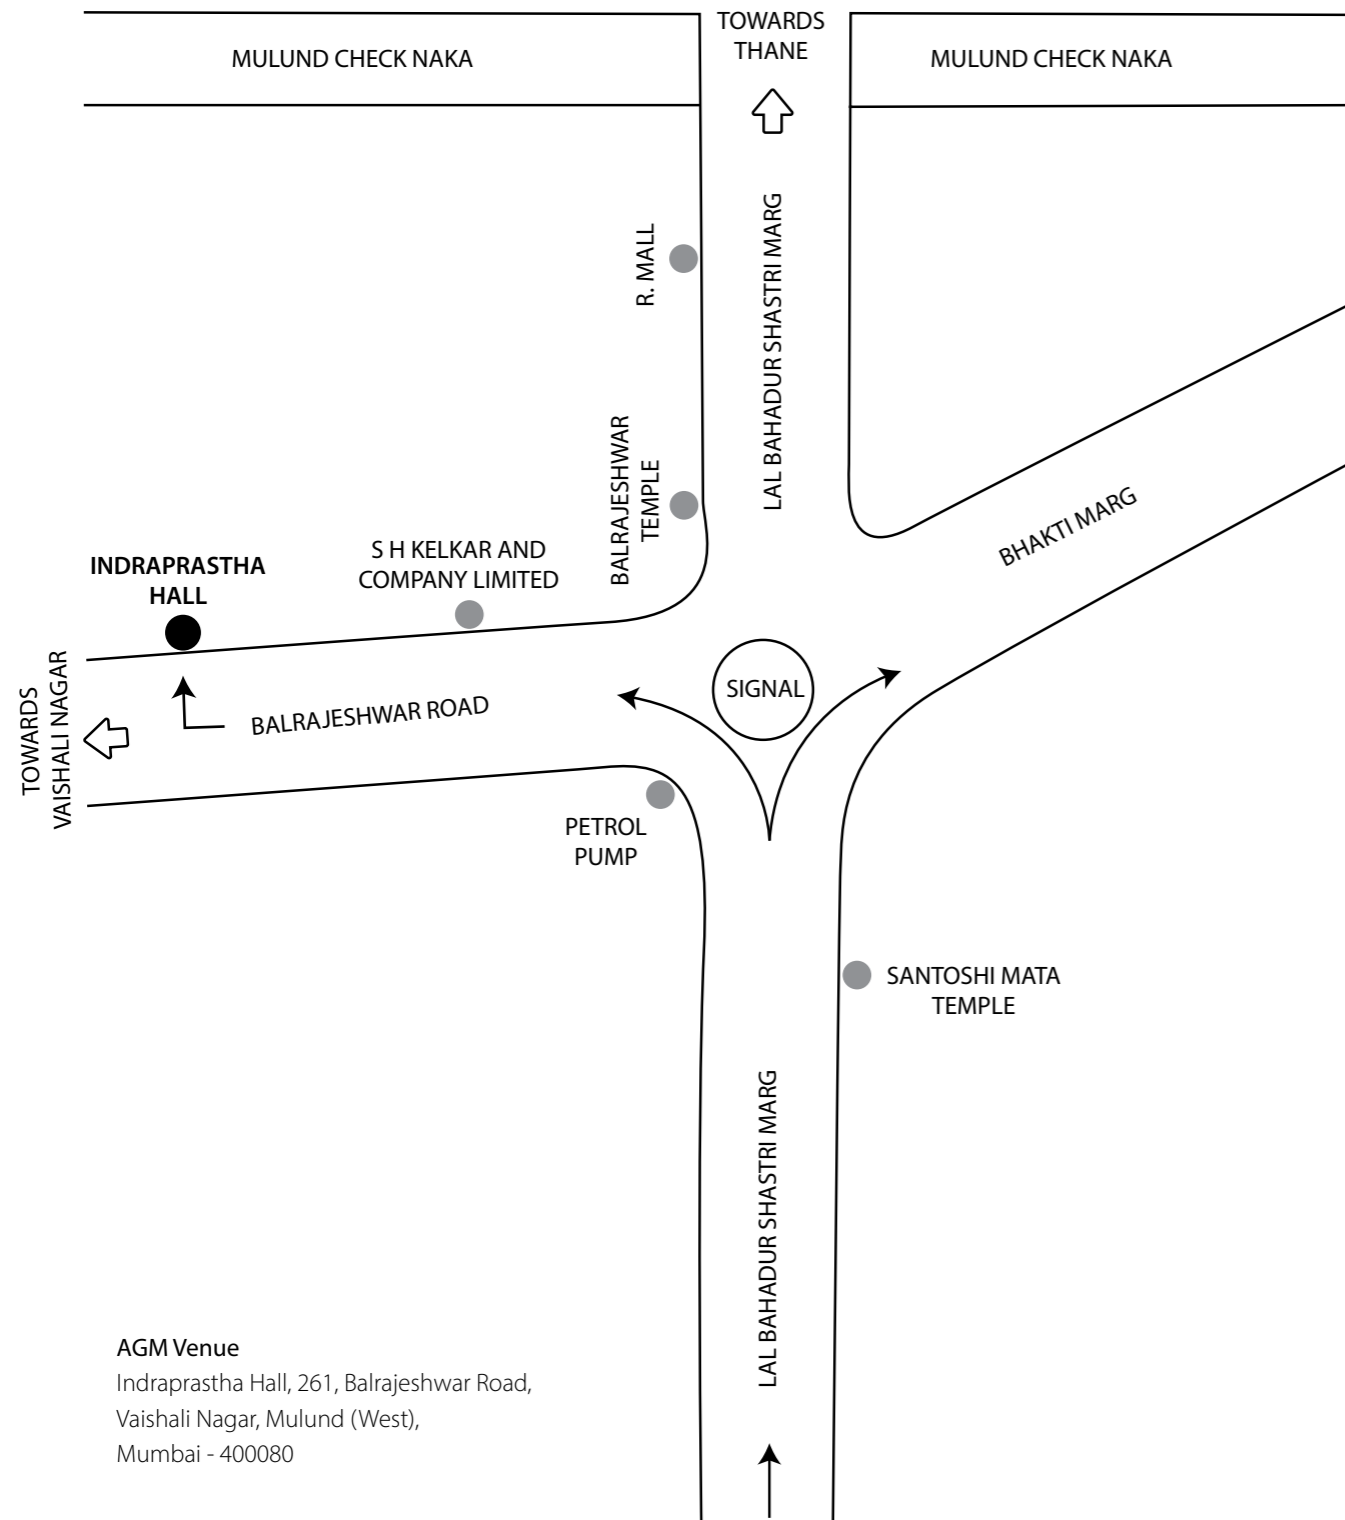 TOWARDS
THANE
MULUND CHECK NAKA
MULUND CHECK NAKA
R. MALL
LAL BAHADUR SHASTRI MARG
BALRAJESHWAR
TEMPLE
BHAKTI MARG
S H KELKAR AND
COMPANY LIMITED
INDRAPRASTHA
HALL
SIGNAL
BALRAJESHWAR ROAD
TOWARDS
VAISHALI NAGAR
PETROL
PUMP
SANTOSHI MATA
TEMPLE
LAL BAHADUR SHASTRI MARG
AGM Venue
Indraprastha Hall, 261, Balrajeshwar Road,
Vaishali Nagar, Mulund (West),
Mumbai - 400080